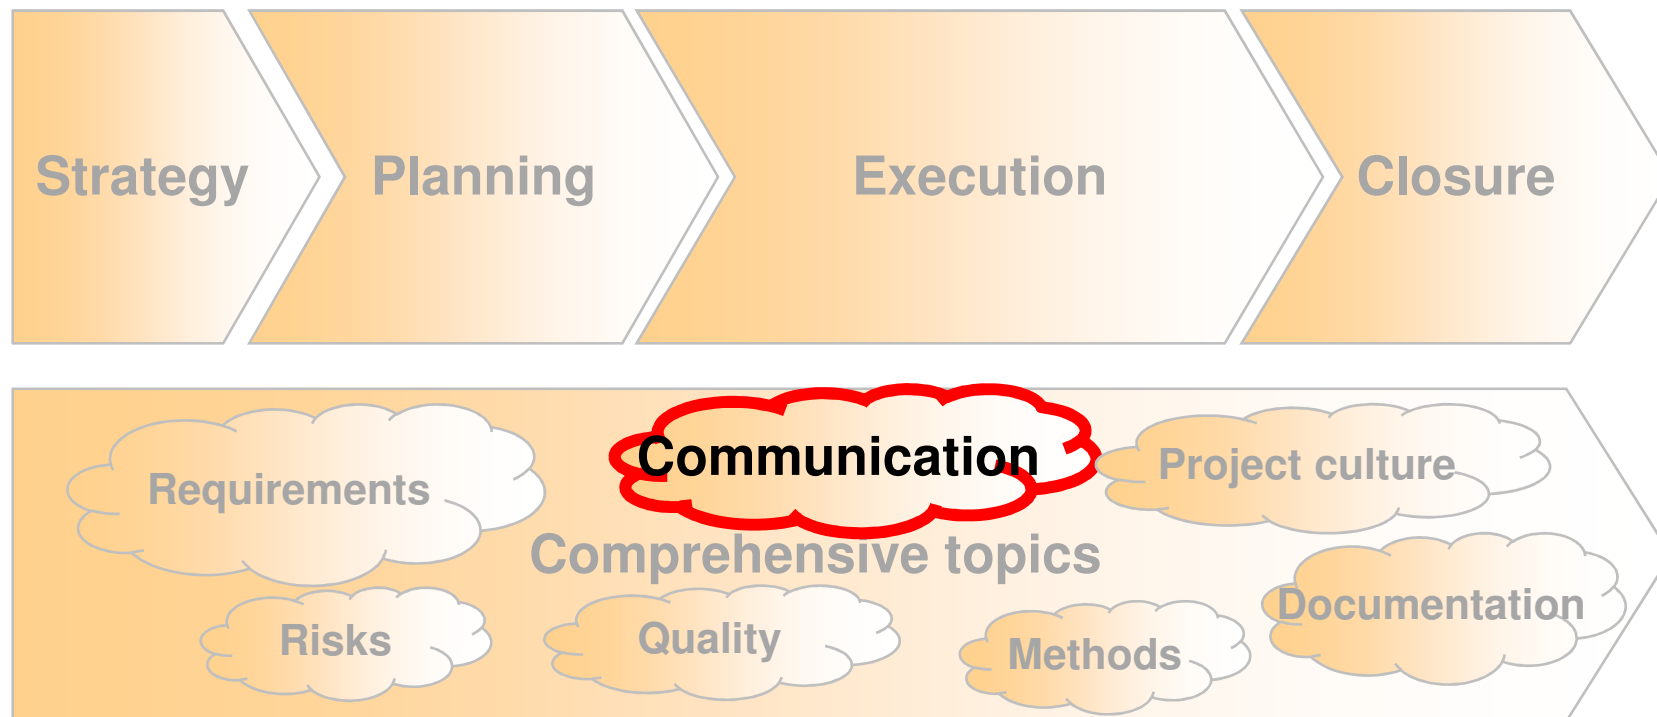 Strategy
Planning
Execution
Closure
Communication
Project culture
Requirements
Comprehensive topics
Documentation
Risks
Quality
Methods